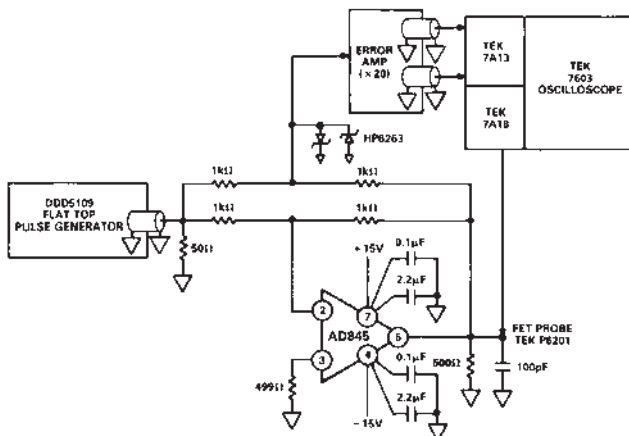 ERROR
AMP
(×20)
TEK
7A13
TEK
7603
OSCILLOSCOPE
TEK
7A18
HP6263
1kΩ
1kΩ
DDD5109
FLAT TOP
PULSE GENERATOR
1kΩ
1kΩ
50Ω
+15V
0.1μF
2.2μF
2
7
AD845
6
3
4
FET PROBE
TEK P6201
0.1μF
500Ω
100pF
499Ω
2.2μF
−15V